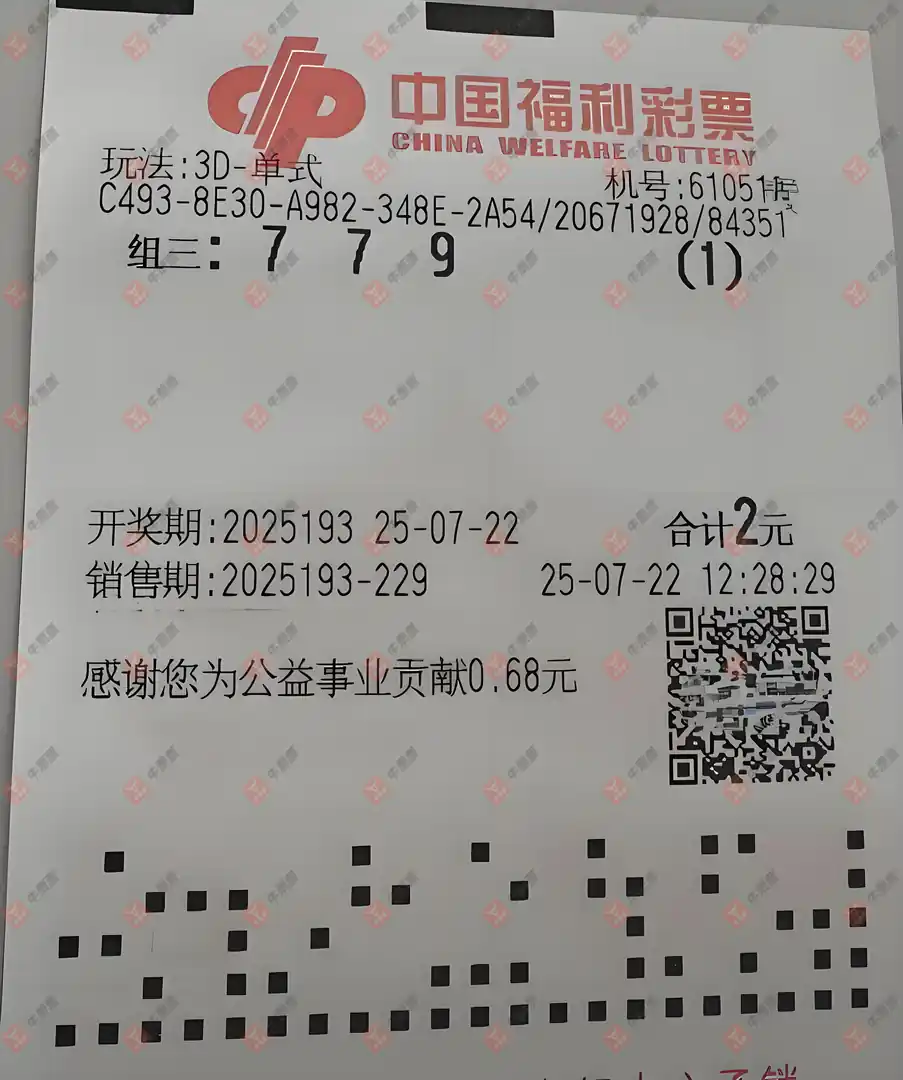 中国福利彩票
CHINA WELFARE LOTTERY
玩法:3D-单式
机号:61051
C493-8E30-A982-348E-2A54/20671928/84351
组三: 7 7 9 (1)
开奖期:2025193 25-07-22 合计2元
销售期:2025193-229 25-07-22 12:28:29
感谢您为公益事业贡献0.68元